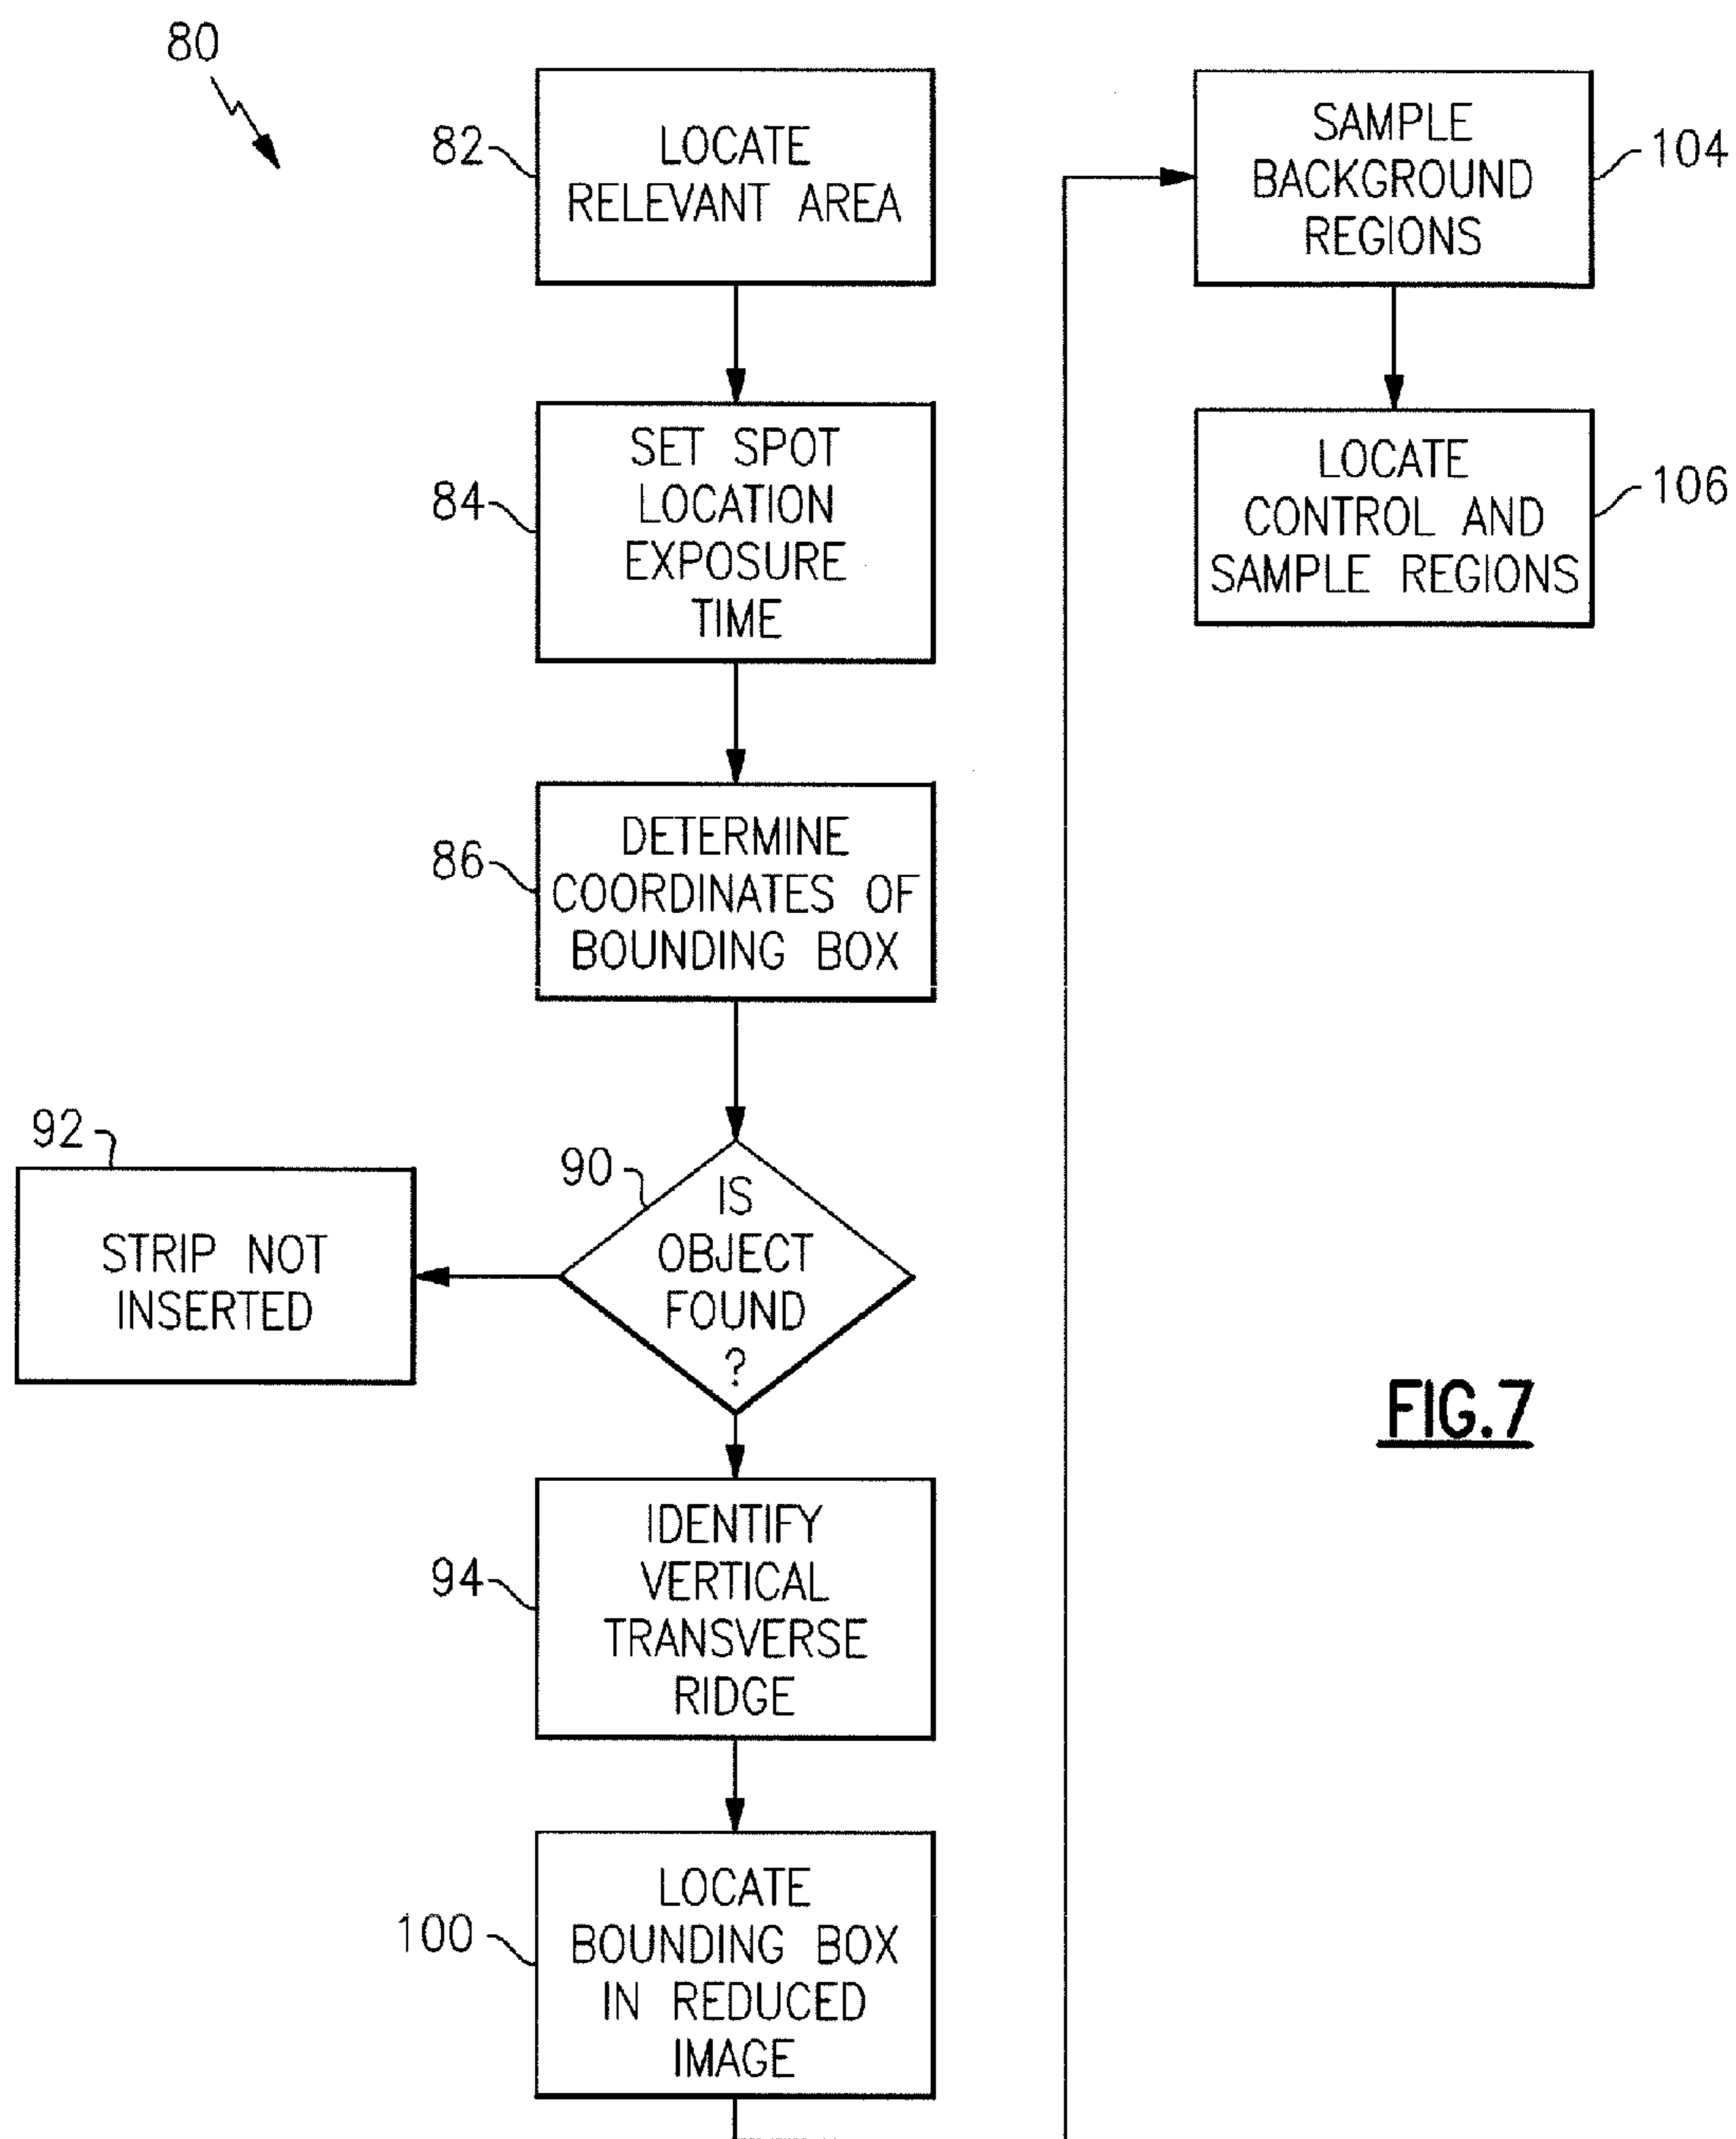 80
82
LOCATE
RELEVANT AREA
84
SET SPOT
LOCATION
EXPOSURE
TIME
86
DETERMINE
COORDINATES OF
BOUNDING BOX
90
IS
OBJECT
FOUND
?
92
STRIP NOT
INSERTED
94
IDENTIFY
VERTICAL
TRANSVERSE
RIDGE
100
LOCATE
BOUNDING BOX
IN REDUCED
IMAGE
SAMPLE
BACKGROUND
REGIONS
104
LOCATE
CONTROL AND
SAMPLE REGIONS
106
FIG.7